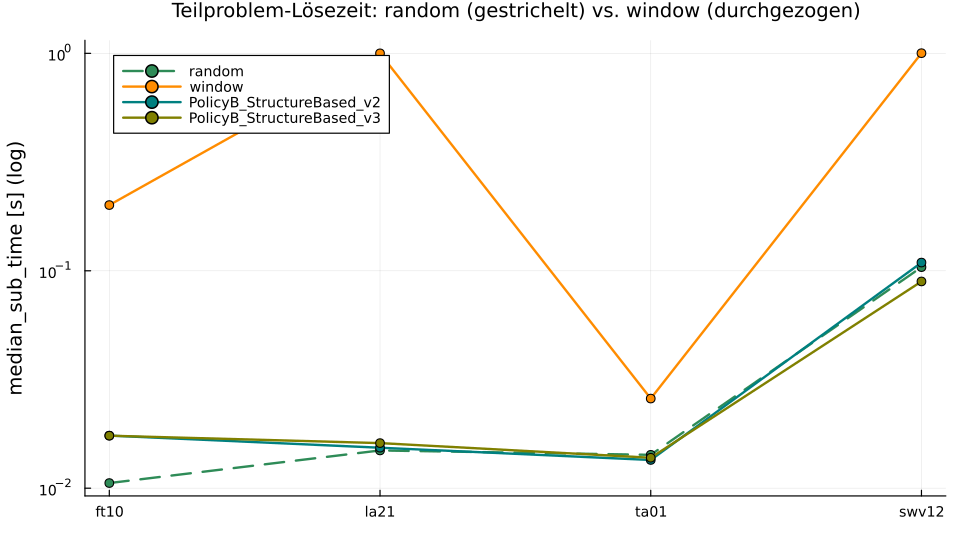 Teilproblem-Lösezeit: random (gestrichelt) vs. window (durchgezogen)
median_sub_time [s] (log)
10⁰
10⁻¹
10⁻²
random
window
PolicyB_StructureBased_v2
PolicyB_StructureBased_v3
ft10 la21 ta01 swv12